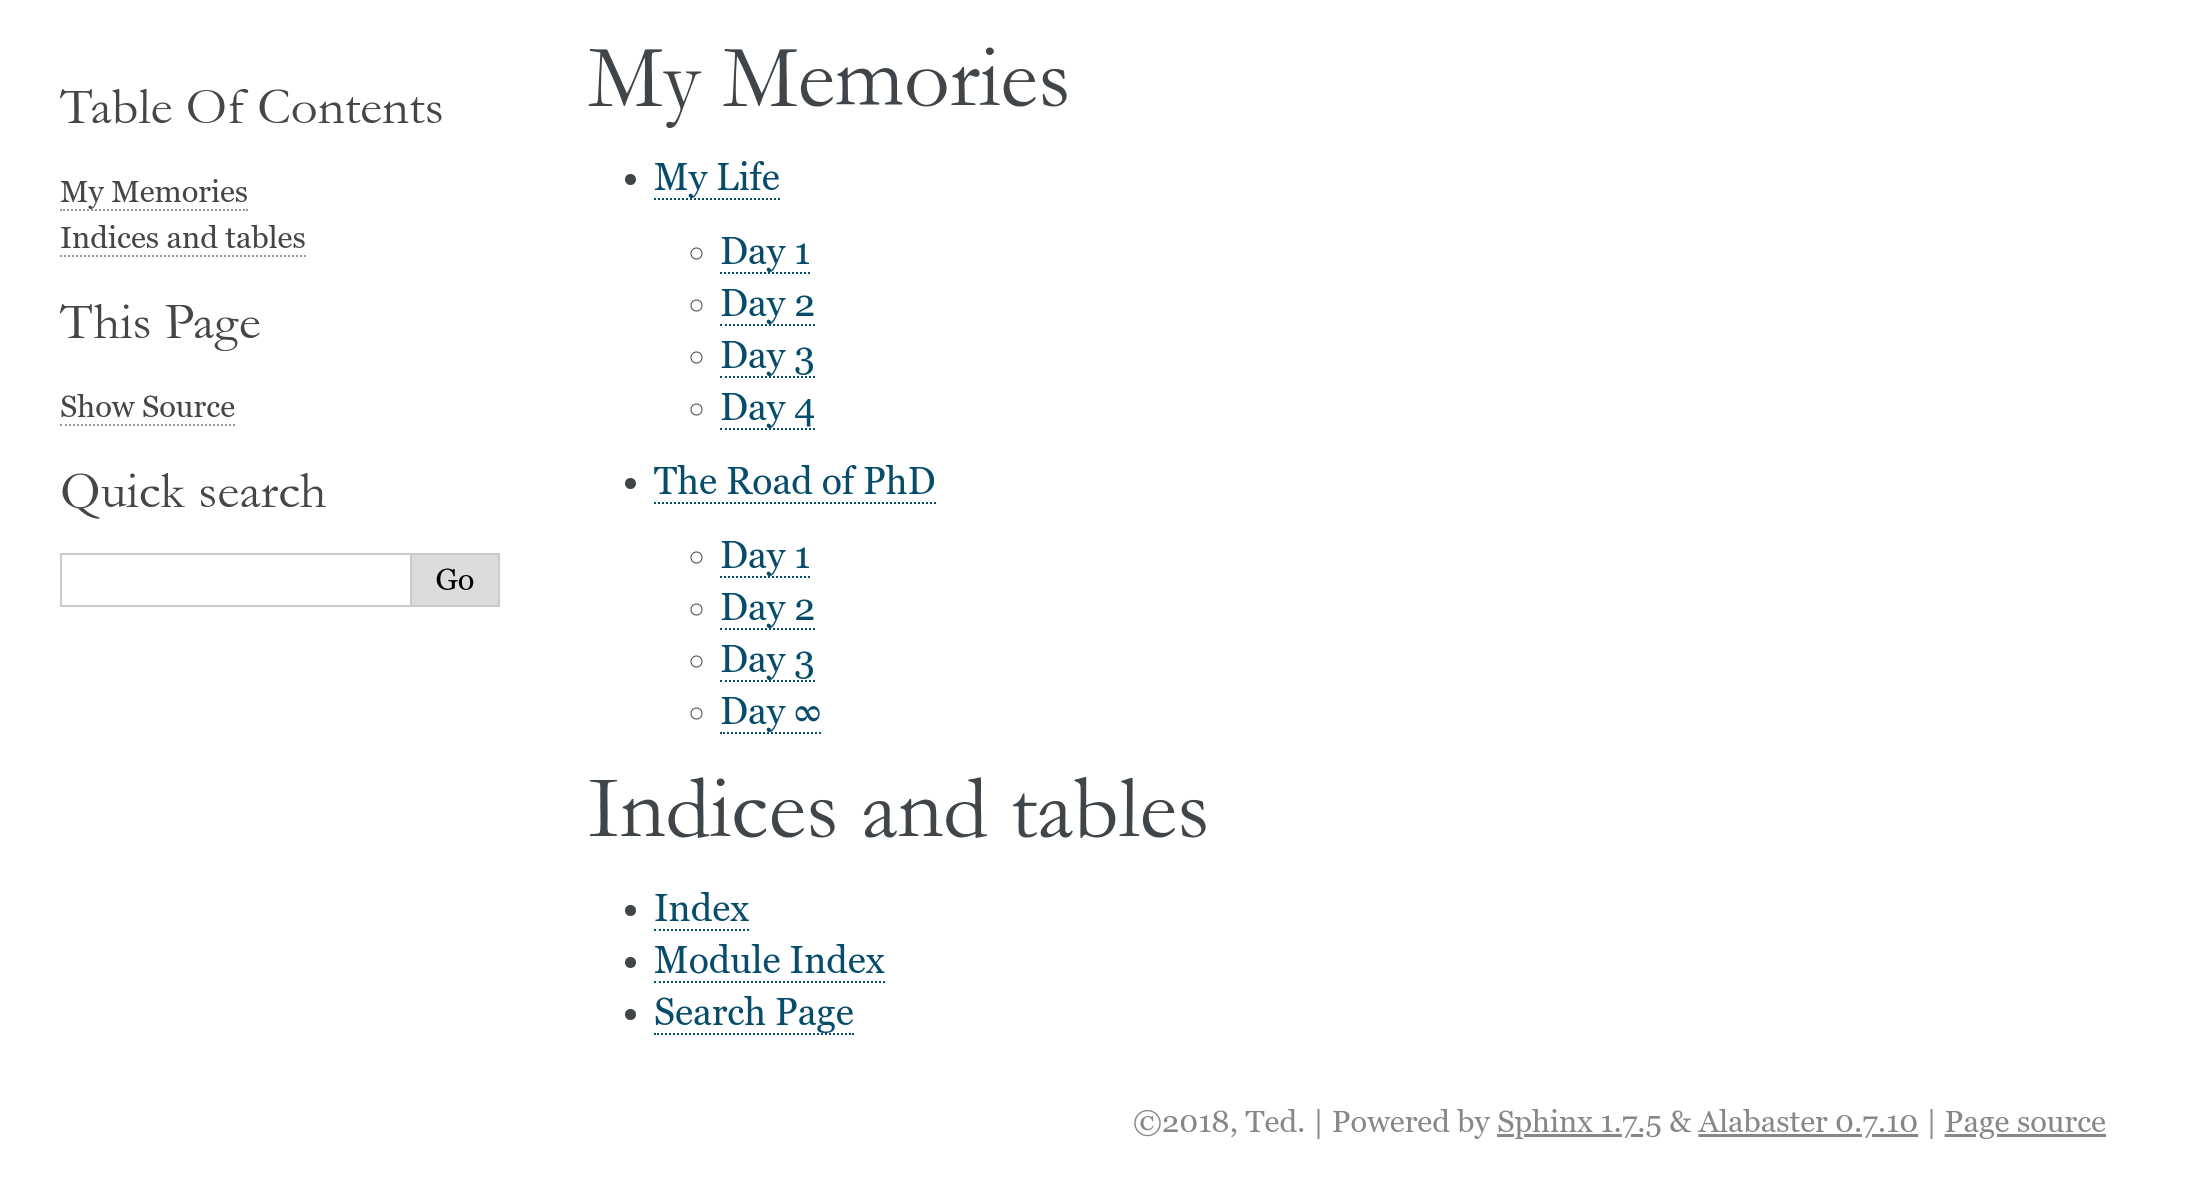 Table Of Contents
My Memories
Indices and tables
This Page
Show Source
Quick search
Go
My Memories
My Life
Day 1
Day 2
Day 3
Day 4
The Road of PhD
Day 1
Day 2
Day 3
Day ∞
Indices and tables
Index
Module Index
Search Page
©2018, Ted. | Powered by Sphinx 1.7.5 & Alabaster 0.7.10 | Page source